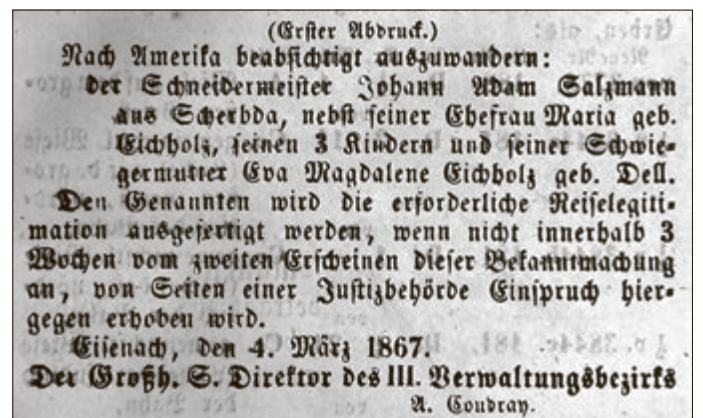 (Erster Abdruck.)
Nach Amerika beabsichtigt auszuwandern:
der Schneidermeister Johann Adam Salzmann
aus Scherbda, nebst seiner Ehefrau Maria geb.
Eichholz, seinen 3 Kindern und seiner Schwie-
germutter Eva Magdalene Eichholz geb. Dell.
Den Genannten wird die erforderliche Reiselegiti-
mation ausgefertigt werden, wenn nicht innerhalb 3
Wochen vom zweiten Erscheinen dieser Bekanntmachung
an, von Seiten einer Justizbehörde Einspruch hier-
gegen erhoben wird.
Eisenach, den 4. März 1867.
Der Großh. S. Direktor des III. Verwaltungsbezirks
A. Coudray.